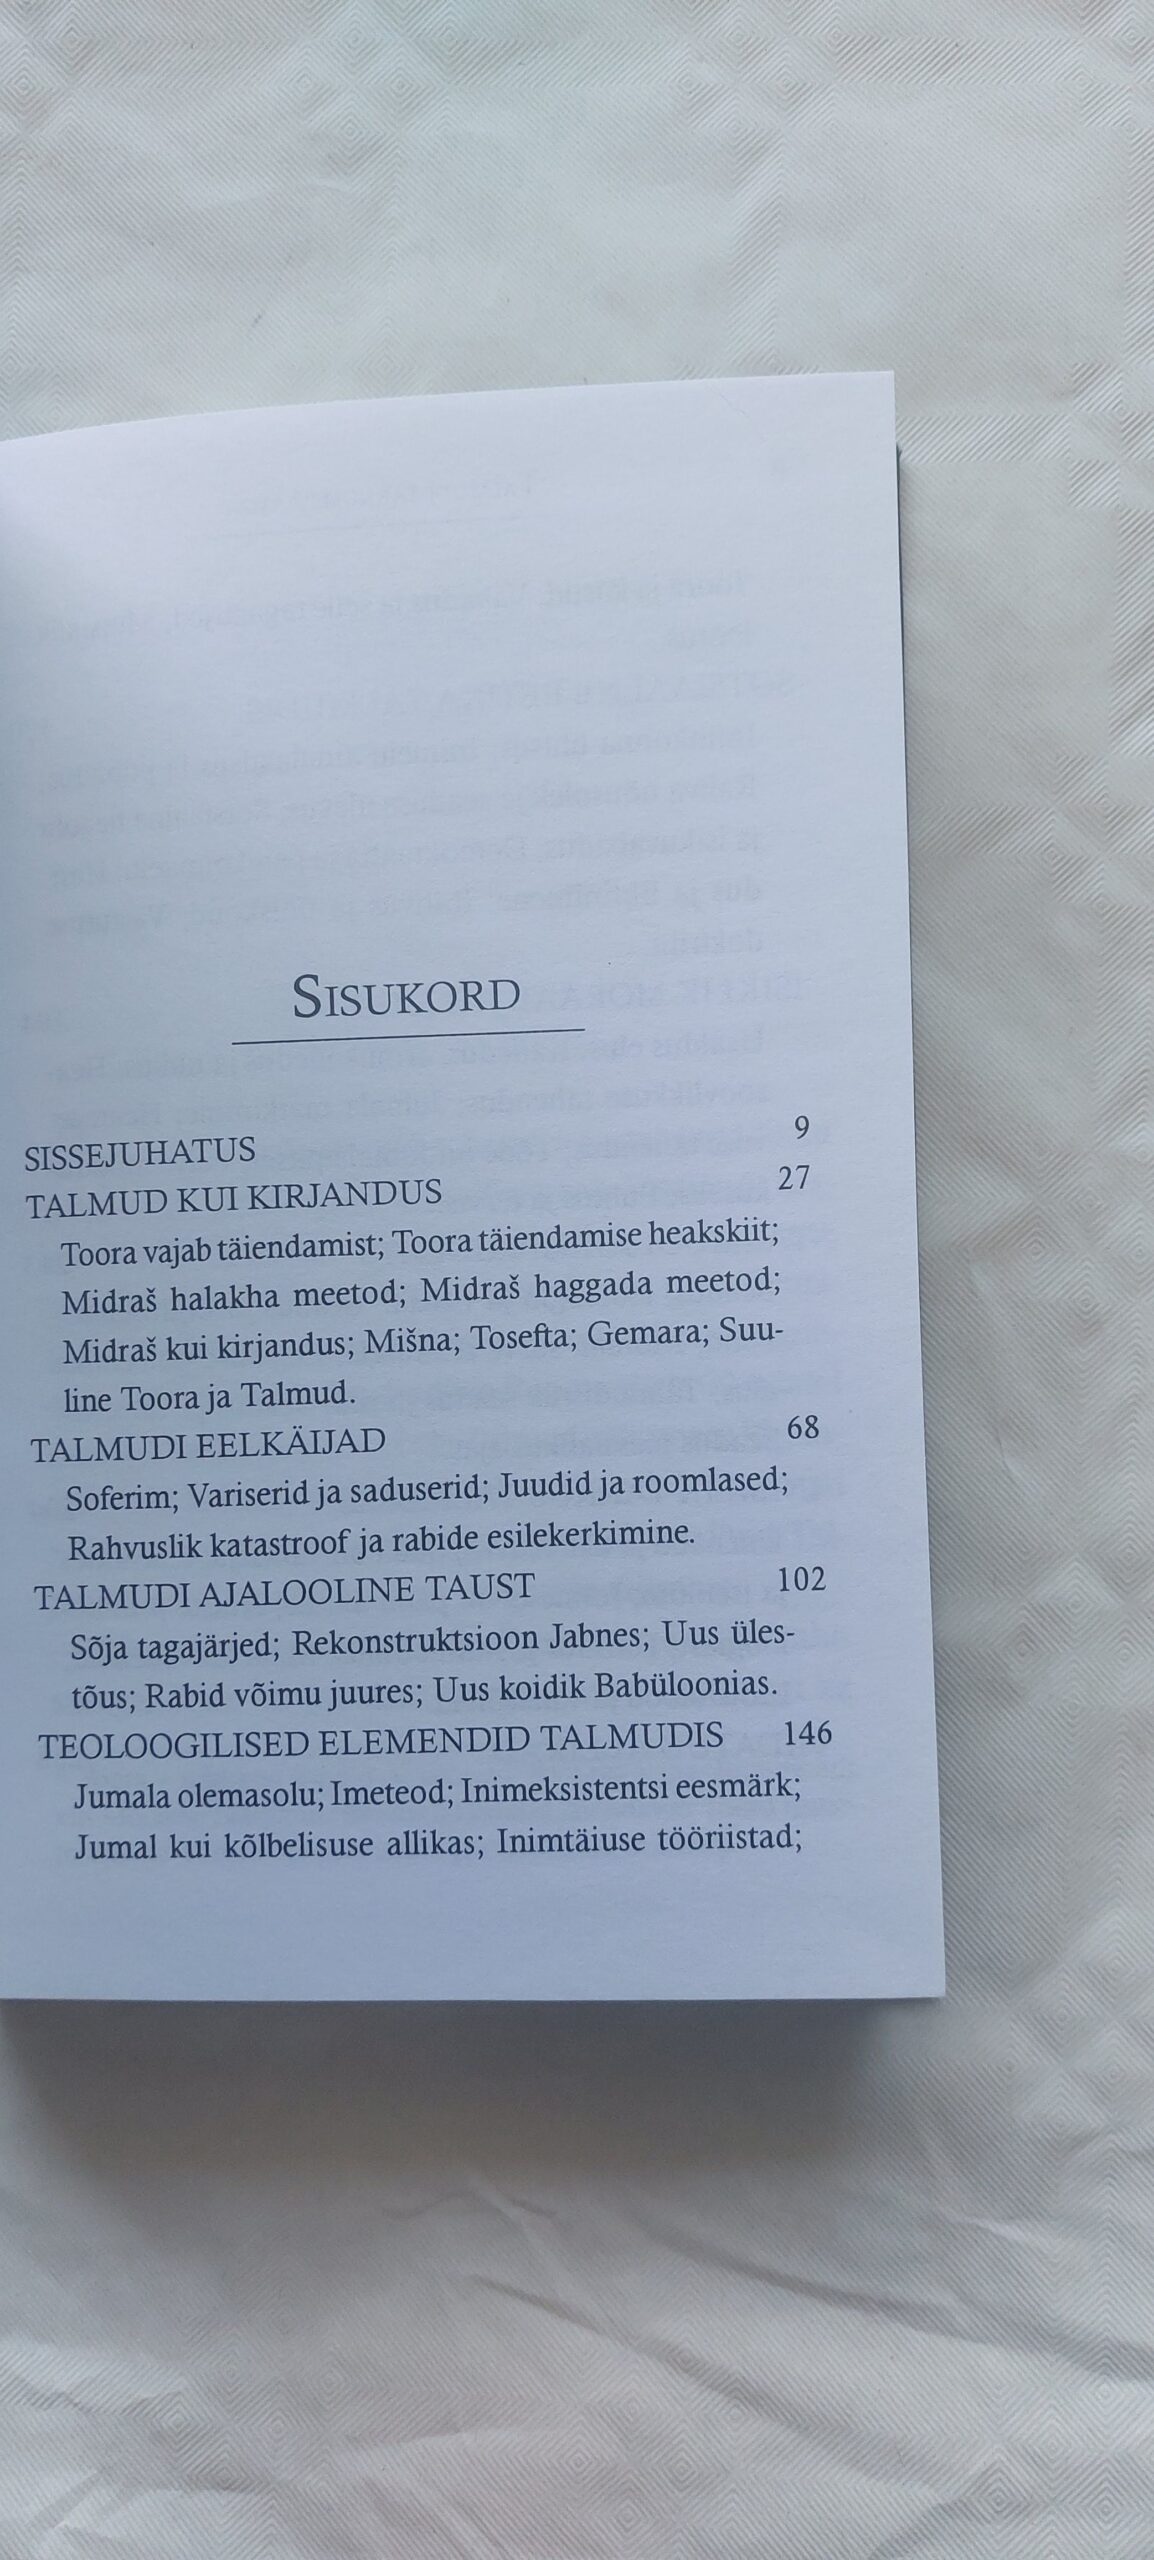 SISUKORD
SISSEJUHATUS 9
TALMUD KUI KIRJANDUS 27
Toora vajab täiendamist; Toora täiendamise heakskiit;
Midraš halakha meetod; Midraš haggada meetod;
Midraš kui kirjandus; Mišna; Tosefta; Gemara; Suu-
line Toora ja Talmud.
TALMUDI EELKÄIJAD 68
Soferim; Variserid ja saduserid; Juudid ja roomlased;
Rahvuslik katastroof ja rabide esilekerkimine.
TALMUDI AJALOOLINE TAUST 102
Sõja tagajärjed; Rekonstruktsioon Jabnes; Uus üles-
tõus; Rabid võimu juures; Uus koidik Babüloonias.
TEOLOOGILISED ELEMENDID TALMUDIS 146
Jumala olemasolu; Imeteod; Inimeksistentsi eesmärk;
Jumal kui kõlbelisuse allikas; Inimtäiuse tööriistad;